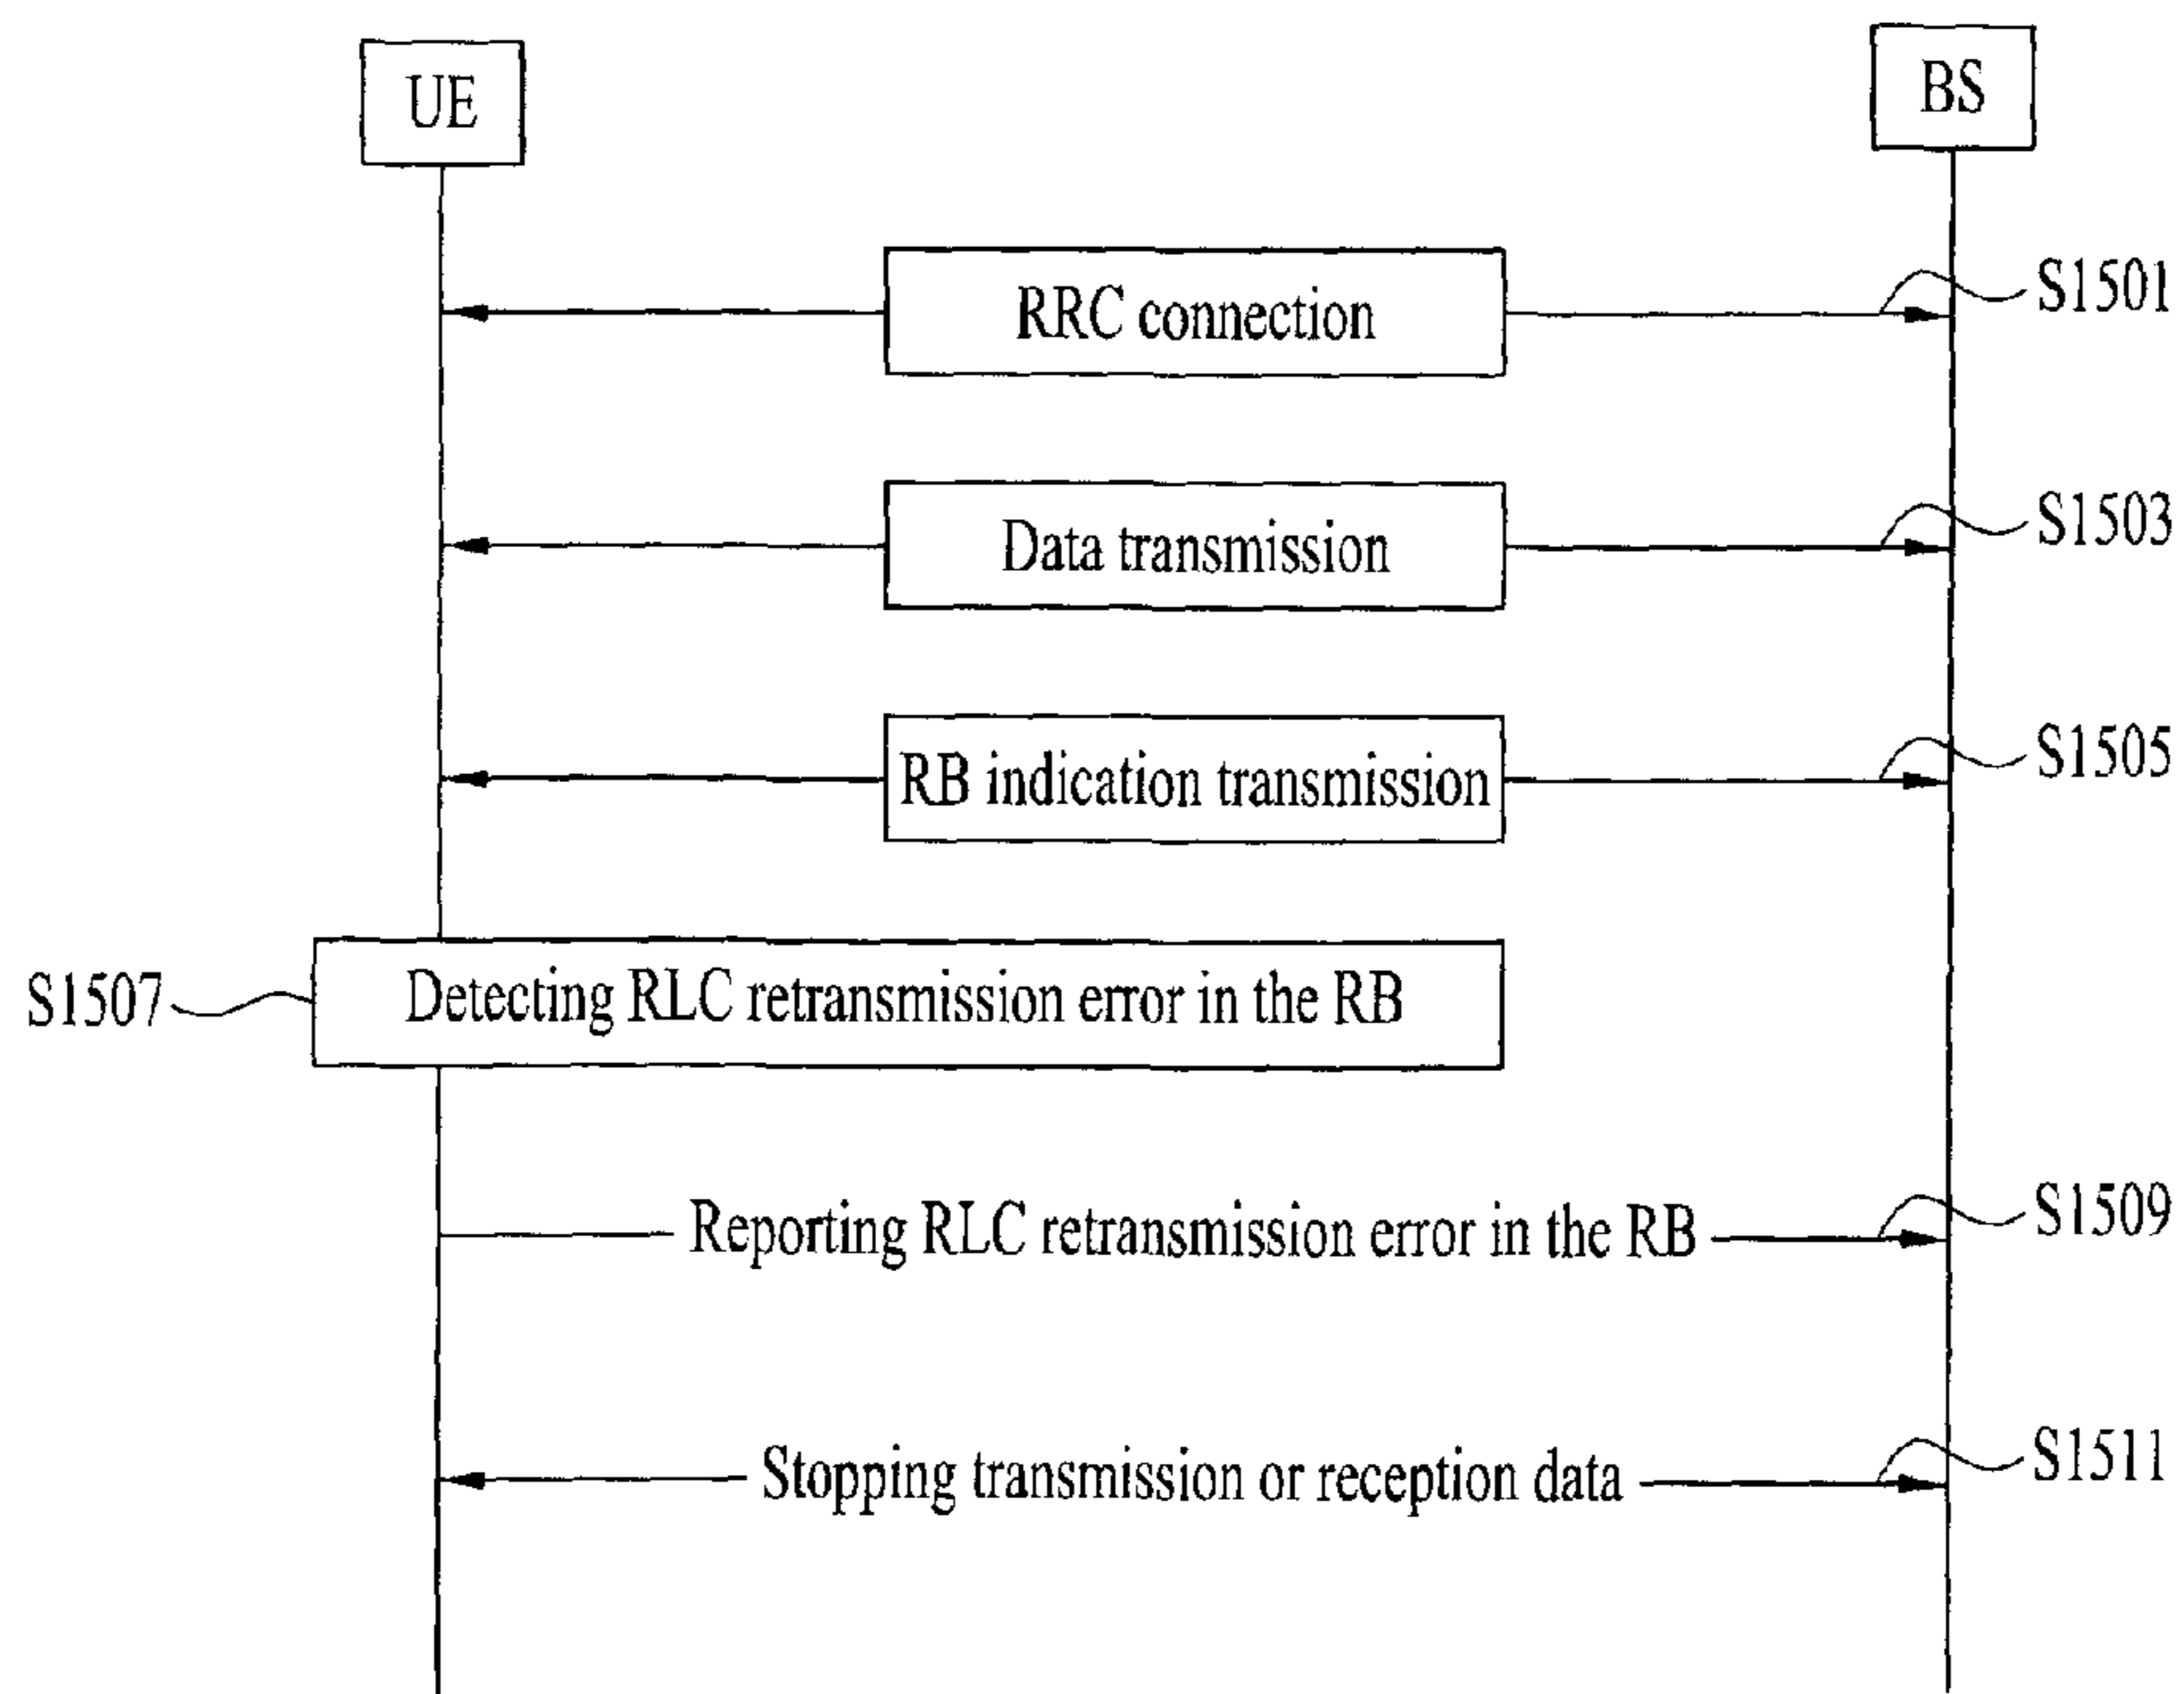 UE
BS
RRC connection
S1501
Data transmission
S1503
RB indication transmission
S1505
S1507
Detecting RLC retransmission error in the RB
Reporting RLC retransmission error in the RB
S1509
Stopping transmission or reception data
S1511